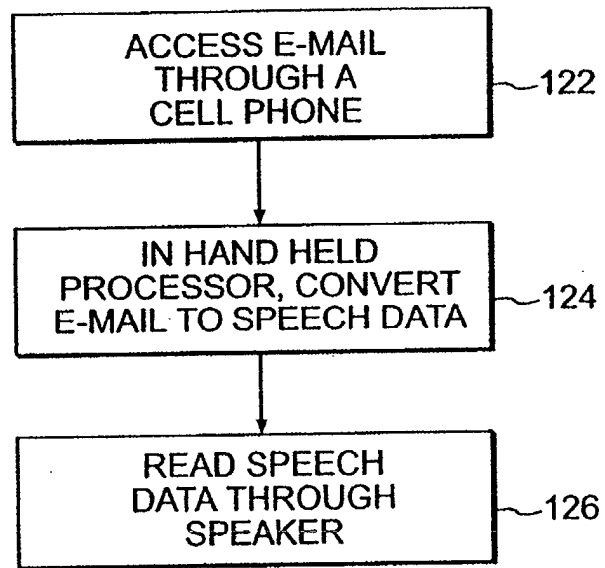 ACCESS E-MAIL
THROUGH A
CELL PHONE
122
IN HAND HELD
PROCESSOR, CONVERT
E-MAIL TO SPEECH DATA
124
READ SPEECH
DATA THROUGH
SPEAKER
126